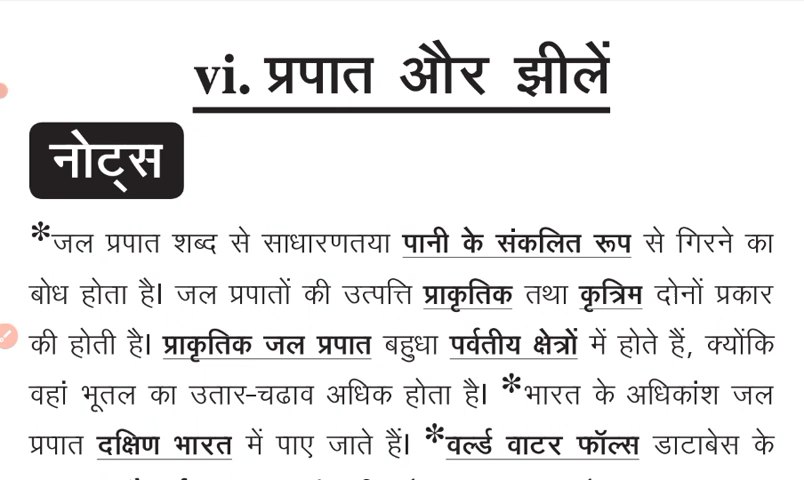 vi. प्रपात और झीलें
नोट्स
*जल प्रपात शब्द से साधारणतया पानी के संकलित रूप से गिरने का
बोध होता है। जल प्रपातों की उत्पत्ति प्राकृतिक तथा कृत्रिम दोनों प्रकार
की होती है। प्राकृतिक जल प्रपात बहुधा पर्वतीय क्षेत्रों में होते हैं, क्योंकि
वहां भूतल का उतार-चढाव अधिक होता है। *भारत के अधिकांश जल
प्रपात दक्षिण भारत में पाए जाते हैं। *वर्ल्ड वाटर फॉल्स डाटाबेस के